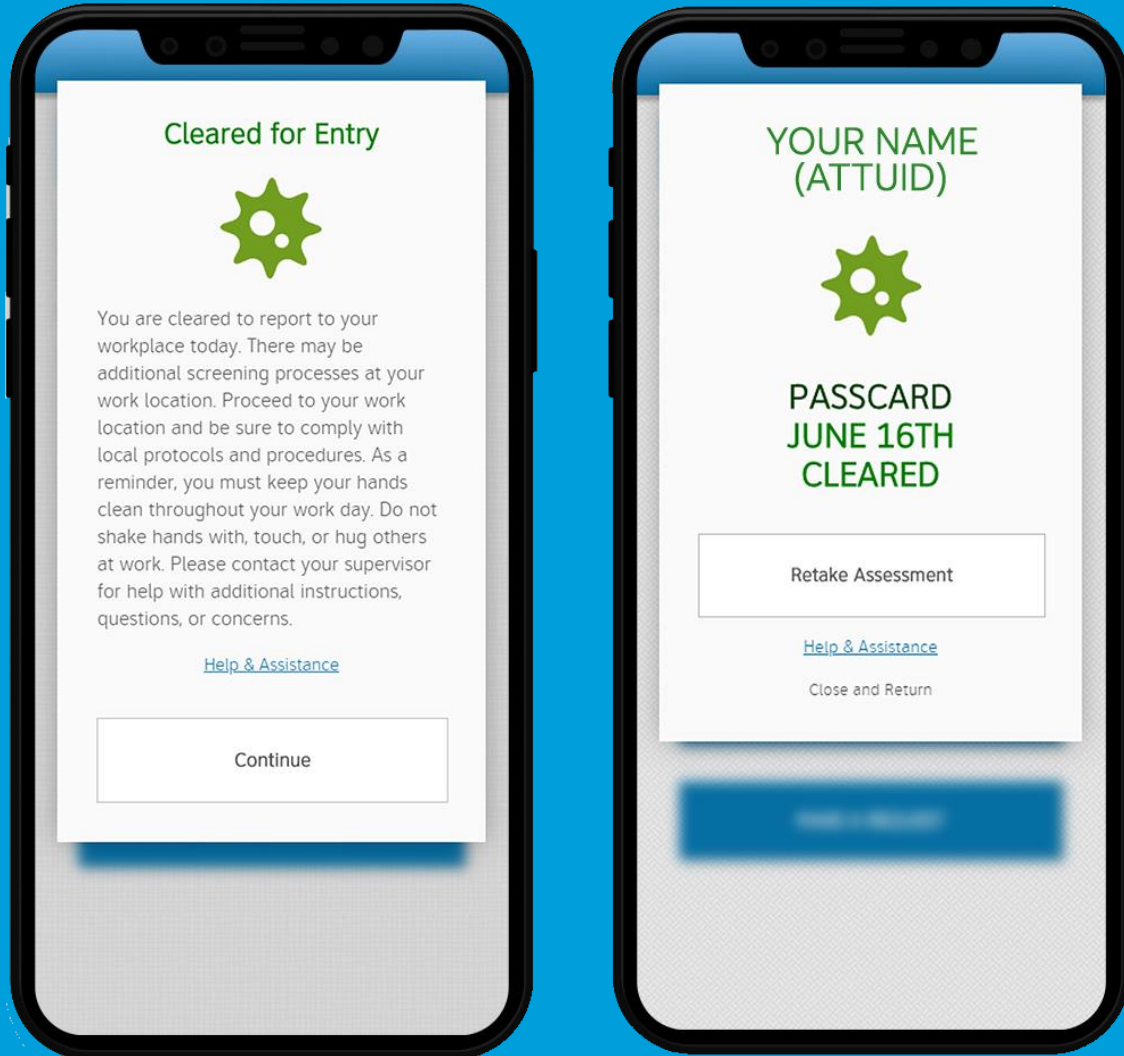 Cleared for Entry
You are cleared to report to your
workplace today. There may be
additional screening processes at your
work location. Proceed to your work
location and be sure to comply with
local protocols and procedures. As a
reminder, you must keep your hands
clean throughout your work day. Do not
shake hands with, touch, or hug others
at work. Please contact your supervisor
for help with additional instructions,
questions, or concerns.
Help & Assistance
Continue
YOUR NAME
(ATTUID)
PASSCARD
JUNE 16TH
CLEARED
Retake Assessment
Help & Assistance
Close and Return